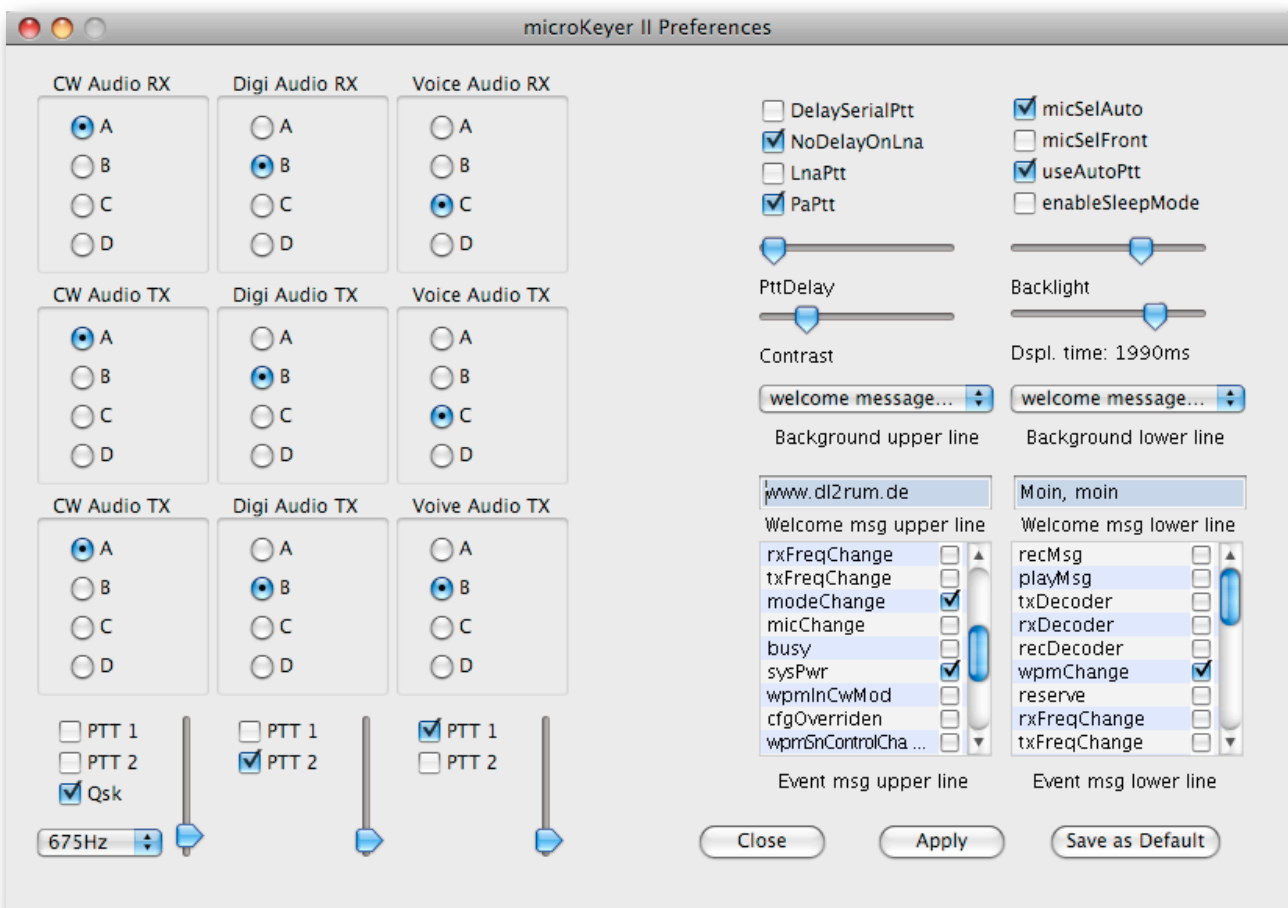 microKeyer II Preferences
CW Audio RX
A
B
C
D
Digi Audio RX
A
B
C
D
Voice Audio RX
A
B
C
D
CW Audio TX
A
B
C
D
Digi Audio TX
A
B
C
D
Voice Audio TX
A
B
C
D
CW Audio TX
A
B
C
D
Digi Audio TX
A
B
C
D
Voive Audio TX
A
B
C
D
PTT 1
PTT 2
Qsk
675Hz
PTT 1
PTT 2
PTT 1
PTT 2
DelaySerialPtt
NoDelayOnLna
LnaPtt
PaPtt
micSelAuto
micSelFront
useAutoPtt
enableSleepMode
PttDelay
Backlight
Contrast
Dspl. time: 1990ms
welcome message...
Background upper line
welcome message...
Background lower line
www.dl2rum.de
Welcome msg upper line
Moin, moin
Welcome msg lower line
rxFreqChange
txFreqChange
modeChange
micChange
busy
sysPwr
wpmInCwMod
cfgOverriden
wpmSnControlCha ...
Event msg upper line
recMsg
playMsg
txDecoder
rxDecoder
recDecoder
wpmChange
reserve
rxFreqChange
txFreqChange
Event msg lower line
Close
Apply
Save as Default